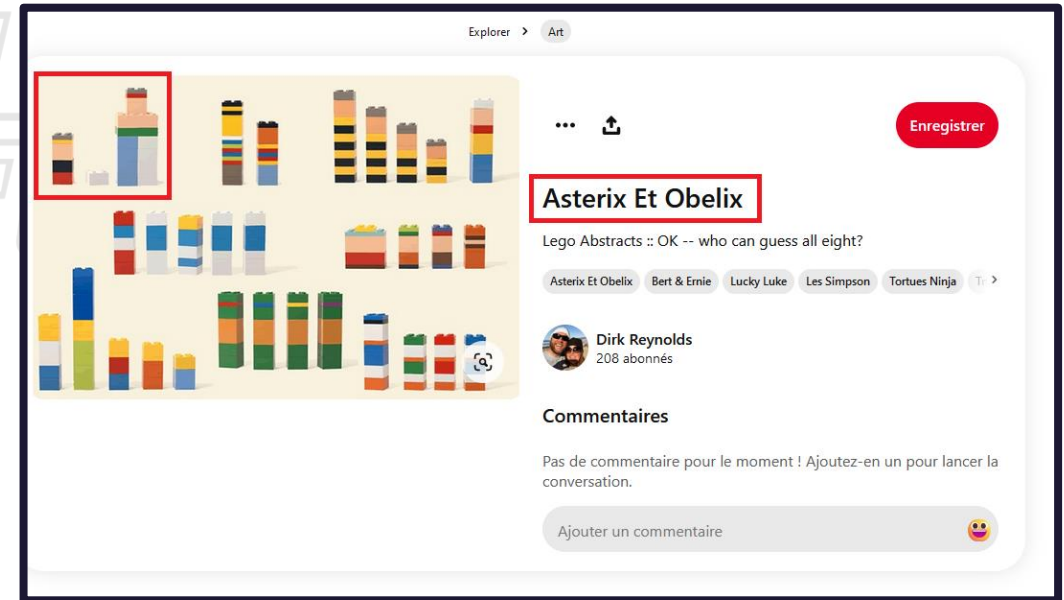 Explorer > Art
Enregistrer
Asterix Et Obelix
Lego Abstracts :: OK -- who can guess all eight?
Asterix Et Obelix Bert & Ernie Lucky Luke Les Simpson Tortues Ninja
Dirk Reynolds
208 abonnés
Commentaires
Pas de commentaire pour le moment ! Ajoutez-en un pour lancer la
conversation.
Ajouter un commentaire